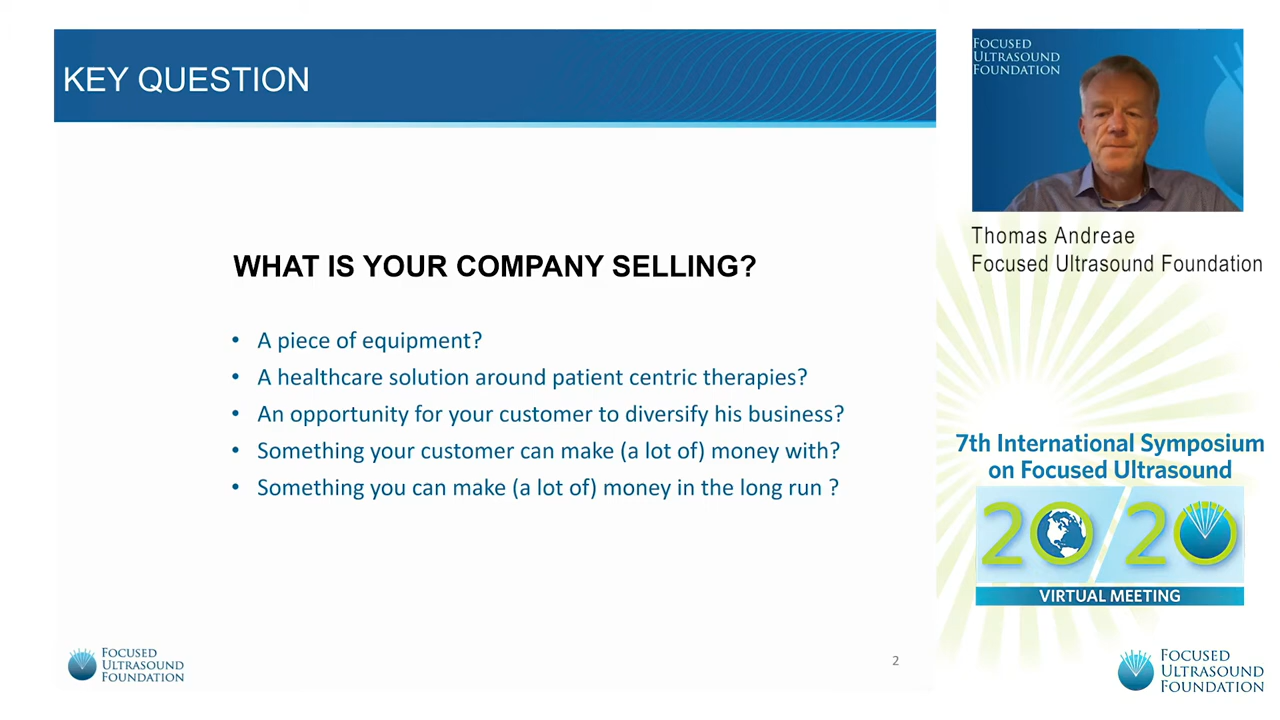 KEY QUESTION
WHAT IS YOUR COMPANY SELLING?
• A piece of equipment?
• A healthcare solution around patient centric therapies?
• An opportunity for your customer to diversify his business?
• Something your customer can make (a lot of) money with?
• Something you can make (a lot of) money in the long run ?
FOCUSED
ULTRASOUND
FOUNDATION
2
FOCUSED
ULTRASOUND
FOUNDATION
Thomas Andreae
Focused Ultrasound Foundation
7th International Symposium
on Focused Ultrasound
20/20
VIRTUAL MEETING
FOCUSED
ULTRASOUND
FOUNDATION